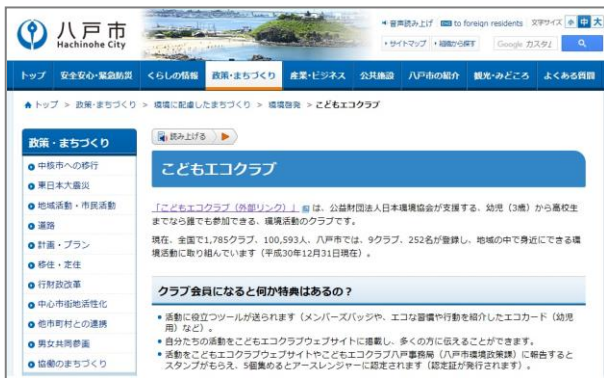 八戸市
Hachinohe City
音声読み上げ to foreign residents 文字サイズ 小 中 大
サイトマップ 組織から探す Google カスタム
トップ 安全安心・緊急防災 くらしの情報 政策・まちづくり 産業・ビジネス 公共施設 八戸市の紹介 観光・みどころ よくある質問
トップ > 政策・まちづくり > 環境に配慮したまちづくり > 環境啓発 > こどもエコクラブ
政策・まちづくり
中核市への移行
東日本大震災
地域活動・市民活動
道路
計画・プラン
移住・定住
行財政改革
中心市街地活性化
他市町村との連携
男女共同参画
協働のまちづくり
読み上げる
こどもエコクラブ
「こどもエコクラブ（外部リンク）」 は、公益財団法人日本環境協会が支援する、幼児（3歳）から高校生
までなら誰でも参加できる、環境活動のクラブです。
現在、全国で1,785クラブ、100,593人、八戸市では、9クラブ、252名が登録し、地域の中で身近にできる環
境活動に取り組んでいます（平成30年12月31日現在）。
クラブ会員になると何か特典はあるの？
活動に役立つツールが送られます（メンバーズバッジや、エコな習慣や行動を紹介したエコカード（幼児
用）など）。
自分たちの活動をこどもエコクラブウェブサイトに掲載し、多くの方に伝えることができます。
活動をこどもエコクラブウェブサイトやこどもエコクラブ八戸事務局（八戸市環境政策課）に報告すると
スタンプがもらえ、5個集めるとアースレンジャーに認定されます（認定証が発行されます）。